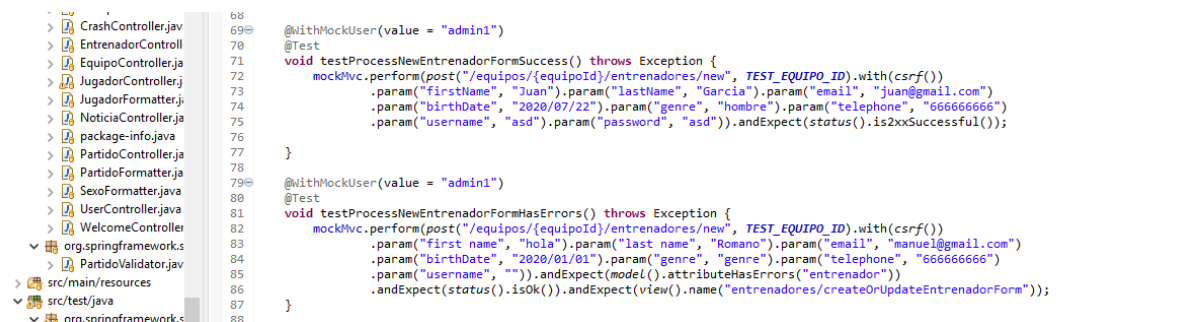 CrashController.jav
EntrenadorControll
EquipoController.ja
JugadorController.ja
JugadorFormatter.ja
NoticiaController.ja
package-info.java
PartidoController.ja
PartidoFormatter.ja
SexoFormatter.java
UserController.java
WelcomeController
org.springframework.s
PartidoValidator.jav
src/main/resources
src/test/java
org.springframework.s
68
69 @WithMockUser(value = "admin1")
70 @Test
71 void testProcessNewEntrenadorFormSuccess() throws Exception {
72 mockMvc.perform(post("/equipos/{equipoId}/entrenadores/new", TEST_EQUIPO_ID).with(csrf())
73 .param("firstName", "Juan").param("lastName", "Garcia").param("email", "juan@gmail.com")
74 .param("birthDate", "2020/07/22").param("genre", "hombre").param("telephone", "666666666")
75 .param("username", "asd").param("password", "asd")).andExpect(status().is2xxSuccessful());
76
77 }
78
79 @WithMockUser(value = "admin1")
80 @Test
81 void testProcessNewEntrenadorFormHasErrors() throws Exception {
82 mockMvc.perform(post("/equipos/{equipoId}/entrenadores/new", TEST_EQUIPO_ID).with(csrf())
83 .param("first name", "hola").param("last name", "Romano").param("email", "manuel@gmail.com")
84 .param("birthDate", "2020/01/01").param("genre", "genre").param("telephone", "666666666")
85 .param("username", "")).andExpect(model().attributeHasErrors("entrenador"))
86 .andExpect(status().isOk()).andExpect(view().name("entrenadores/createOrUpdateEntrenadorForm"));
87 }
88